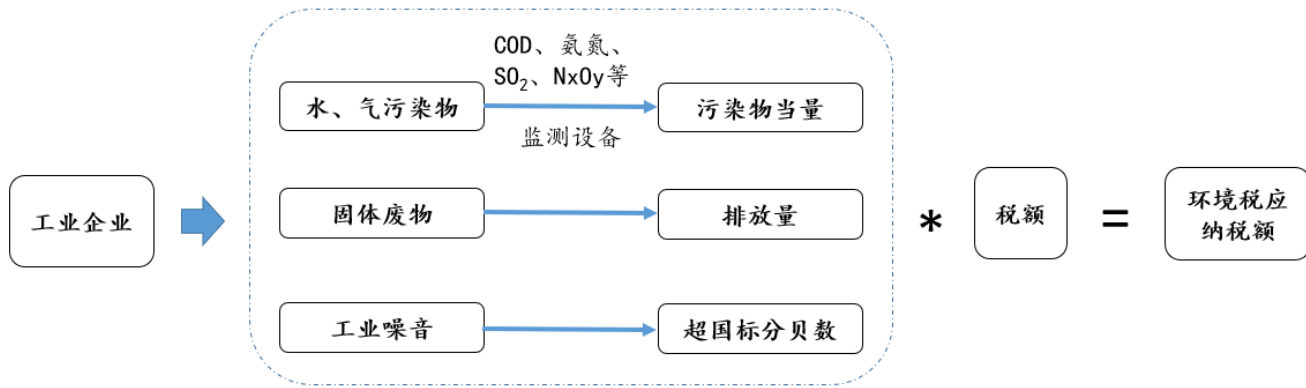 COD、氨氮、
SO₂、NxOy等
水、气污染物
污染物当量
监测设备
工业企业
固体废物
排放量
*
税额
=
环境税应
纳税额
工业噪音
超国标分贝数